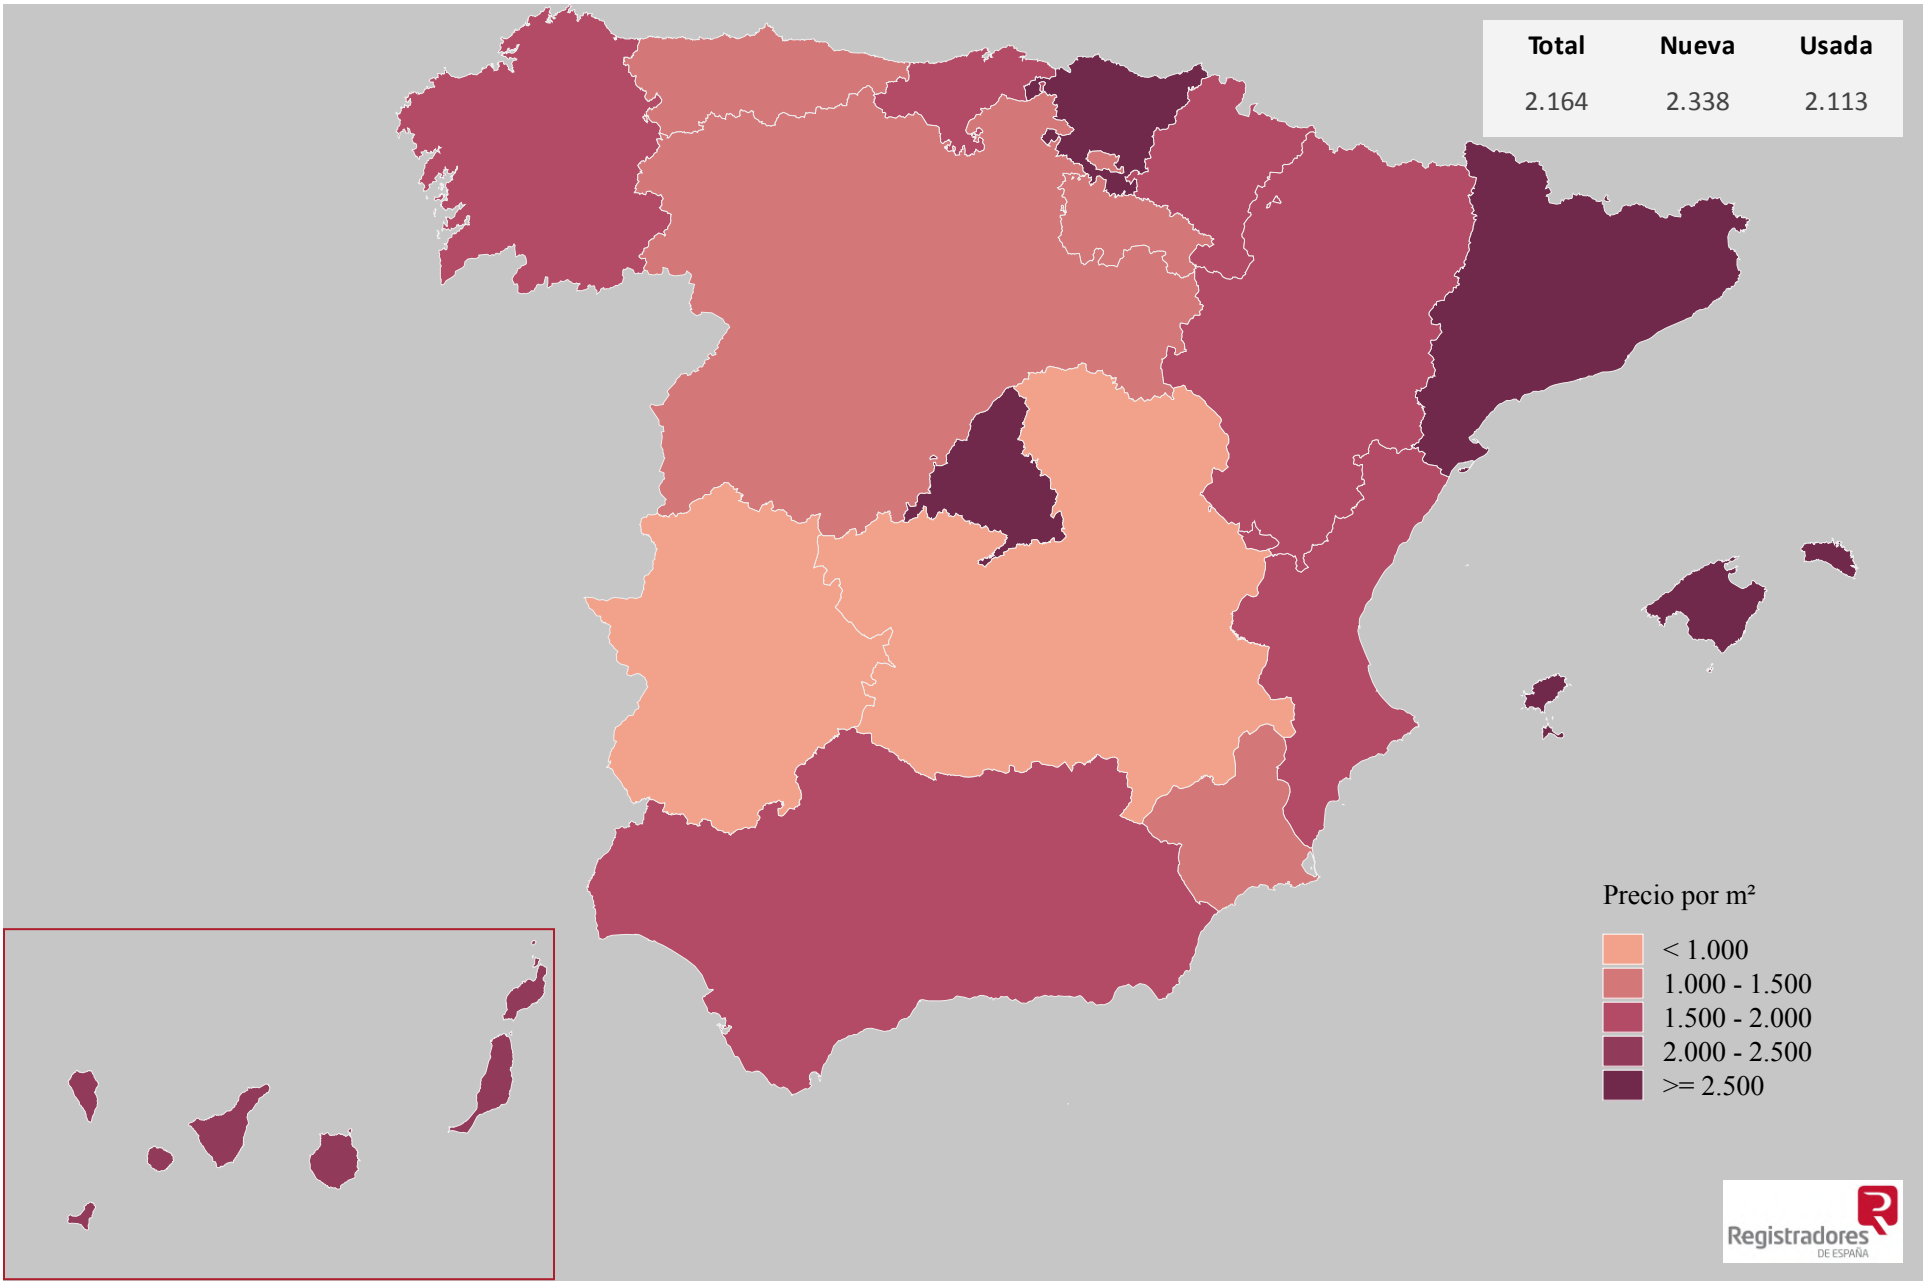 Total Nueva Usada
2.164 2.338 2.113
Precio por m²
< 1.000
1.000 - 1.500
1.500 - 2.000
2.000 - 2.500
>= 2.500
Registradores
DE ESPAÑA